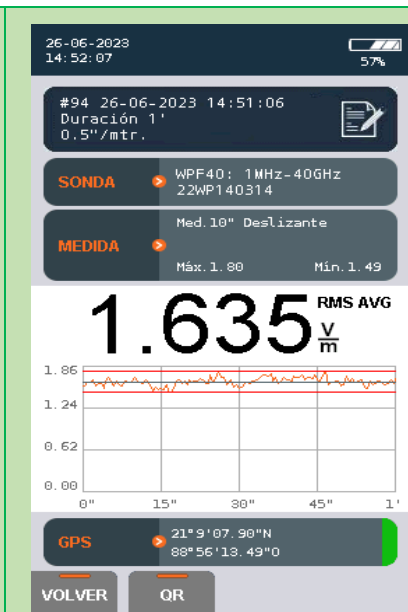 26-06-2023
14:52:07
57%
#94 26-06-2023 14:51:06
Duración 1'
0.5"/mtr.
SONDA
WPF40: 1MHz-40GHz
22WP140314
MEDIDA
Med.10" Deslizante
Máx.1.80 Mín.1.49
1.635 RMS AVG
V/m
1.86
1.24
0.62
0.00
0" 15" 30" 45" 1'
GPS
21°9'07.90"N
88°56'13.49"O
VOLVER QR